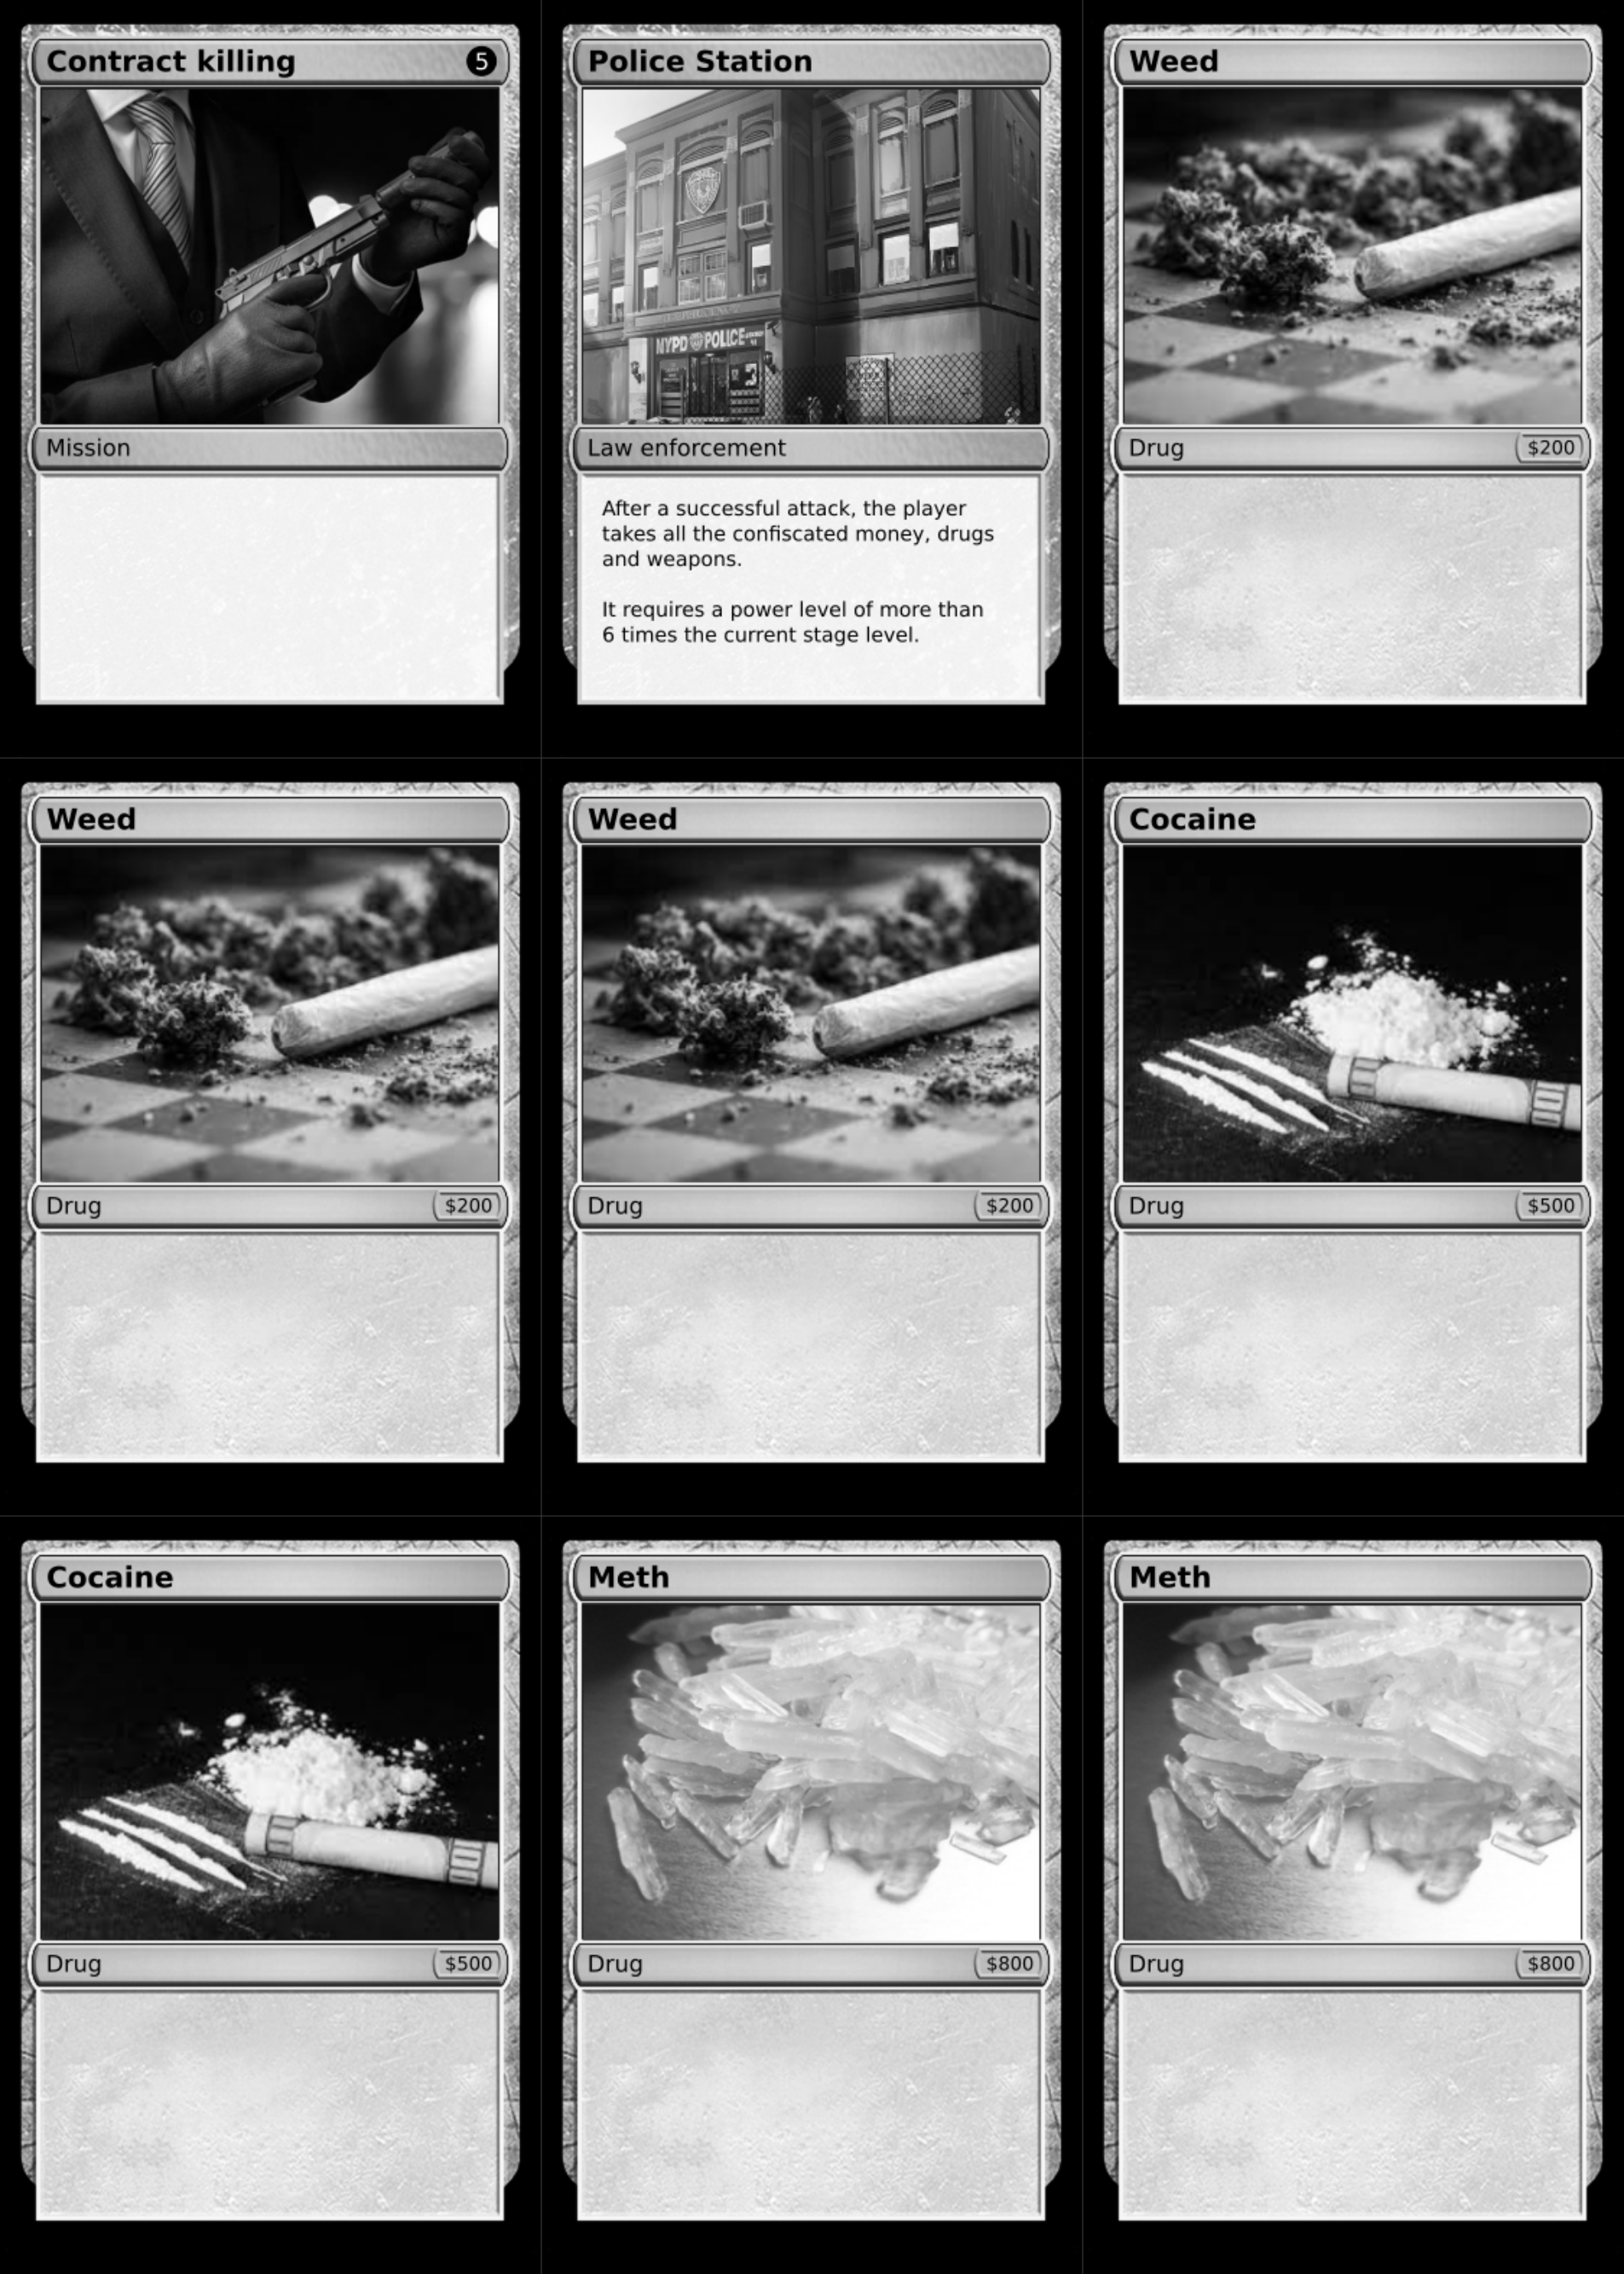 Contract killing 5
Mission
Police Station
NYPD POLICE
Law enforcement
After a successful attack, the player
takes all the confiscated money, drugs
and weapons.
It requires a power level of more than
6 times the current stage level.
Weed
Drug $200
Weed
Drug $200
Weed
Drug $200
Cocaine
Drug $500
Cocaine
Drug $500
Meth
Drug $800
Meth
Drug $800